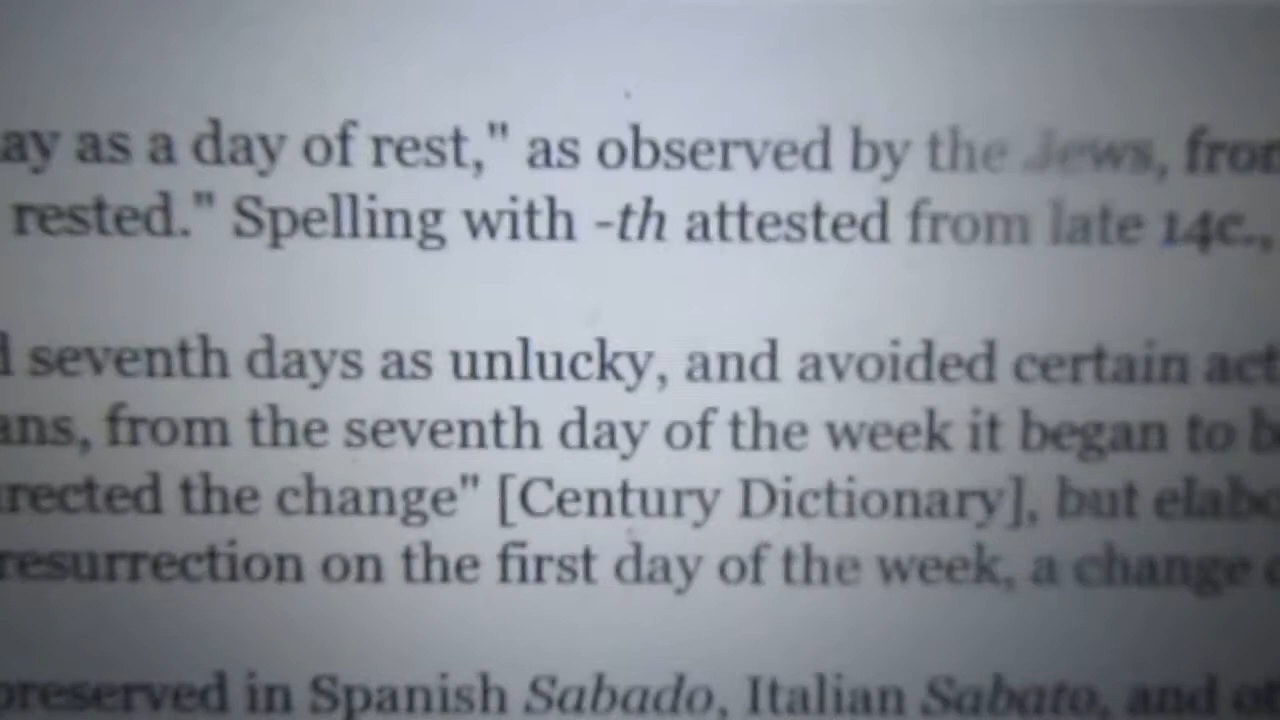 ay as a day of rest," as observed by the Jews, fron
rested." Spelling with -th attested from late 14c.,
seventh days as unlucky, and avoided certain act
ans, from the seventh day of the week it began to b
rected the change" [Century Dictionary], but elabo
resurrection on the first day of the week, a change
preserved in Spanish Sabado, Italian Sabato, and ot